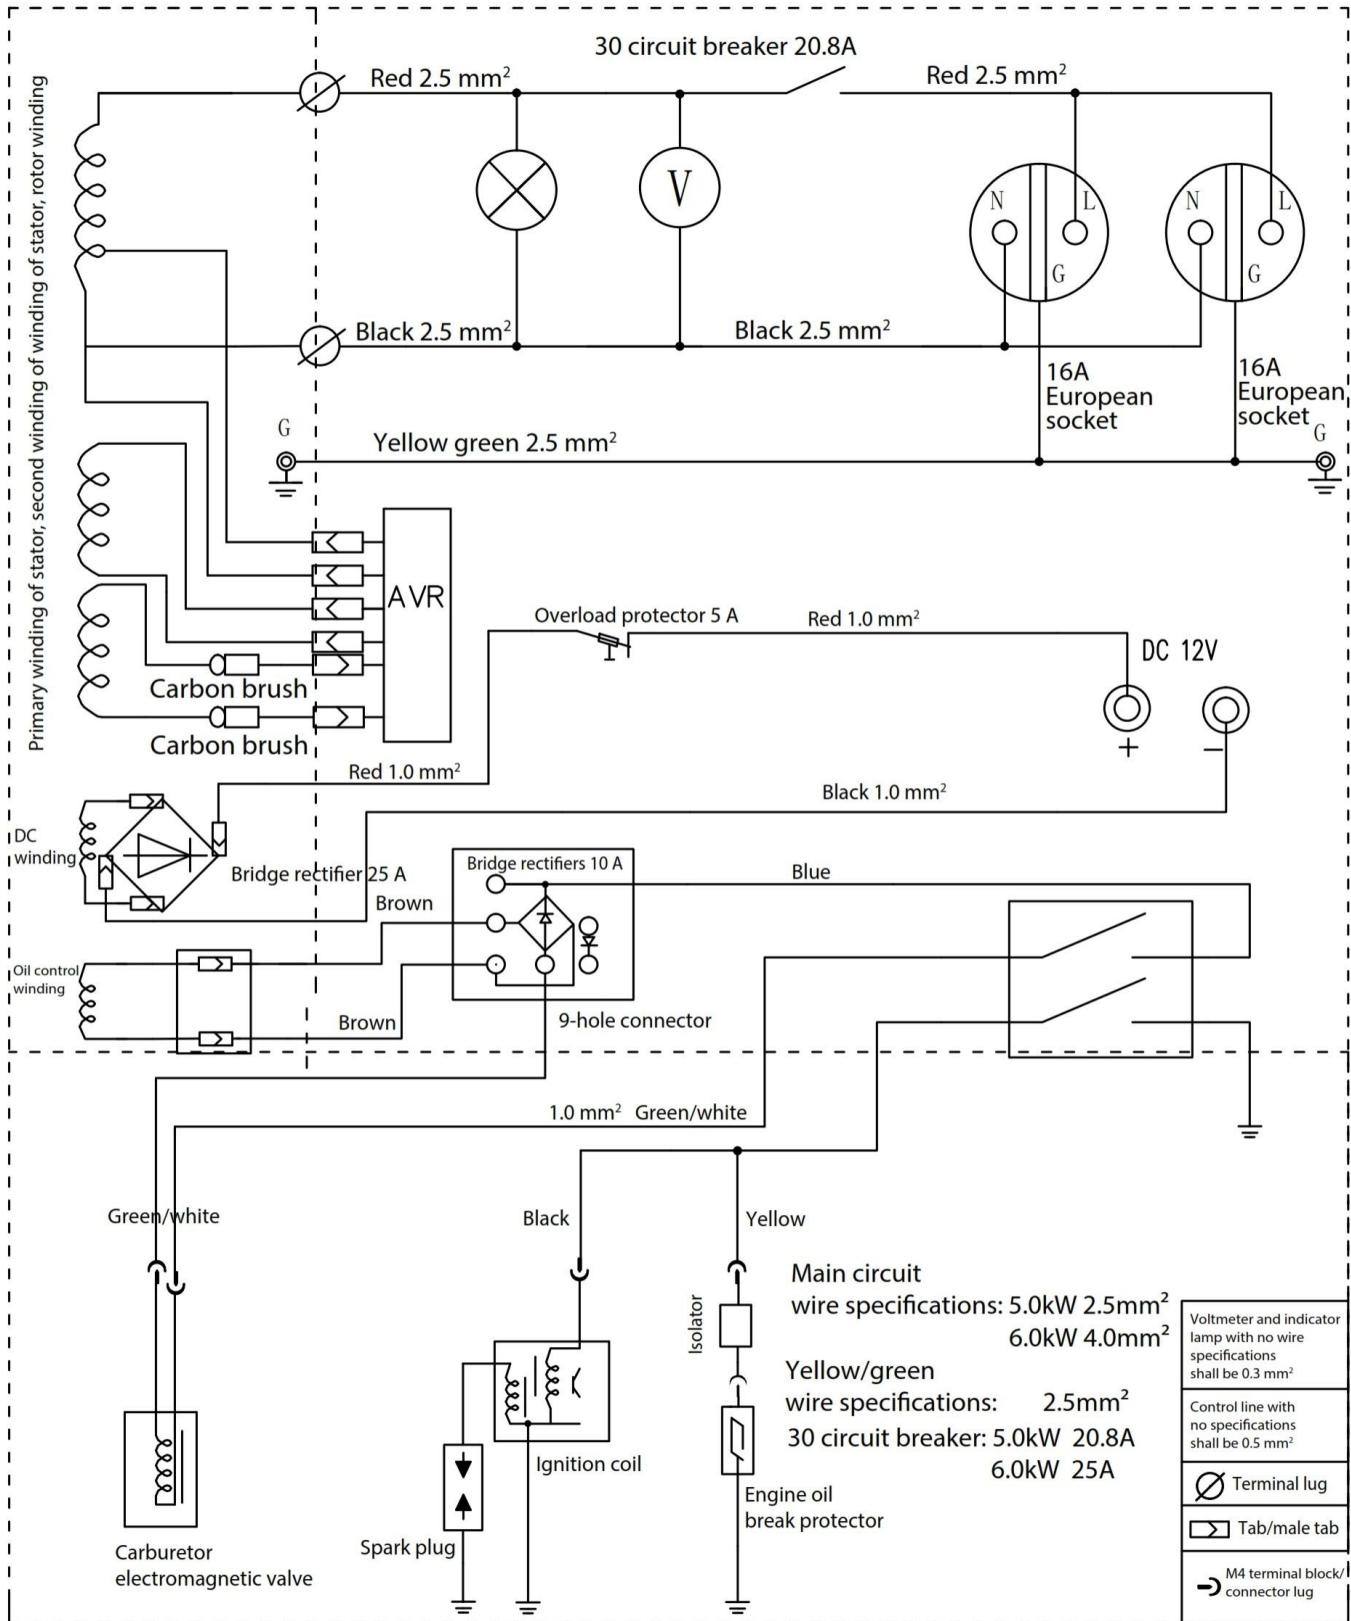 30 circuit breaker 20.8A
Red 2.5 mm²
Red 2.5 mm²
Primary winding of stator, second winding of winding of stator, rotor winding
V
N
L
G
N
L
G
Black 2.5 mm²
Black 2.5 mm²
16A
European
socket
16A
European
socket
G
G
Yellow green 2.5 mm²
AVR
Overload protector 5 A
Red 1.0 mm²
DC 12V
Carbon brush
+
−
Carbon brush
Red 1.0 mm²
Black 1.0 mm²
DC
winding
Bridge rectifier 25 A
Bridge rectifiers 10 A
Blue
Brown
Oil control
winding
Brown
9-hole connector
1.0 mm² Green/white
Green/white
Black
Yellow
Main circuit
wire specifications: 5.0kW 2.5mm²
6.0kW 4.0mm²
Isolator
Yellow/green
wire specifications: 2.5mm²
30 circuit breaker: 5.0kW 20.8A
6.0kW 25A
Ignition coil
Engine oil
break protector
Spark plug
Carburetor
electromagnetic valve
Voltmeter and indicator
lamp with no wire
specifications
shall be 0.3 mm²
Control line with
no specifications
shall be 0.5 mm²
Terminal lug
Tab/male tab
M4 terminal block/
connector lug